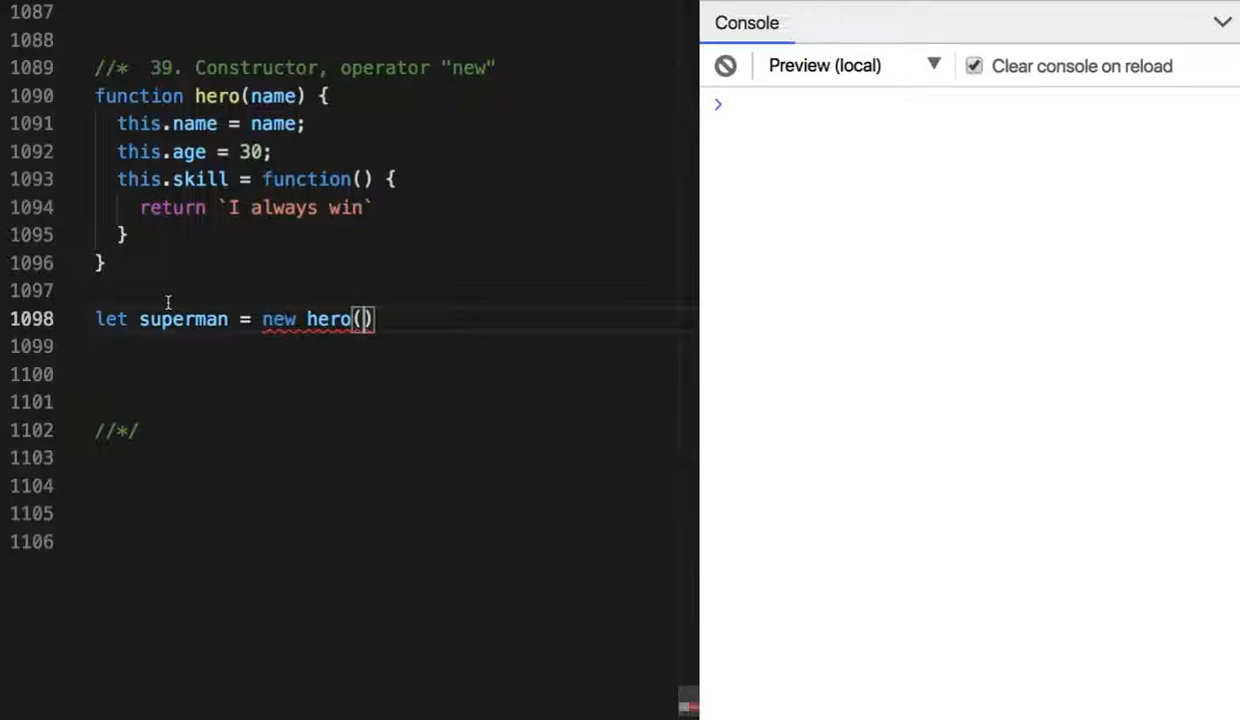 1087
1088
1089 //*  39. Constructor, operator "new"
1090 function hero(name) {
1091   this.name = name;
1092   this.age = 30;
1093   this.skill = function() {
1094     return `I always win`
1095   }
1096 }
1097
1098 let superman = new hero()
1099
1100
1101
1102 //*/
1103
1104
1105
1106
Console
Preview (local) Clear console on reload
>